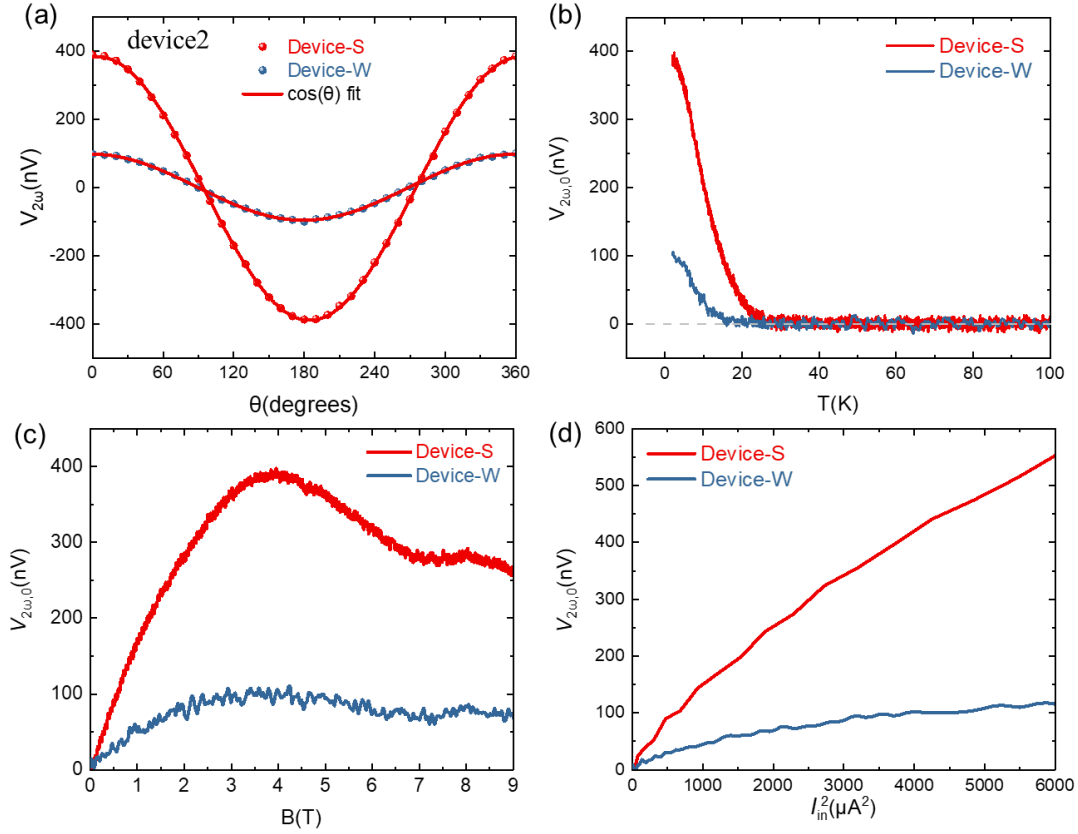 (a)
device2
Device-S
Device-W
cos(θ) fit
V2ω(nV)
400
200
0
-200
-400
0 60 120 180 240 300 360
θ(degrees)
(b)
Device-S
Device-W
V2ω,0(nV)
400
300
200
100
0
0 20 40 60 80 100
T(K)
(c)
Device-S
Device-W
V2ω,0(nV)
400
300
200
100
0
0 1 2 3 4 5 6 7 8 9
B(T)
(d)
Device-S
Device-W
V2ω,0(nV)
600
500
400
300
200
100
0
0 1000 2000 3000 4000 5000 6000
Iin²(μA²)